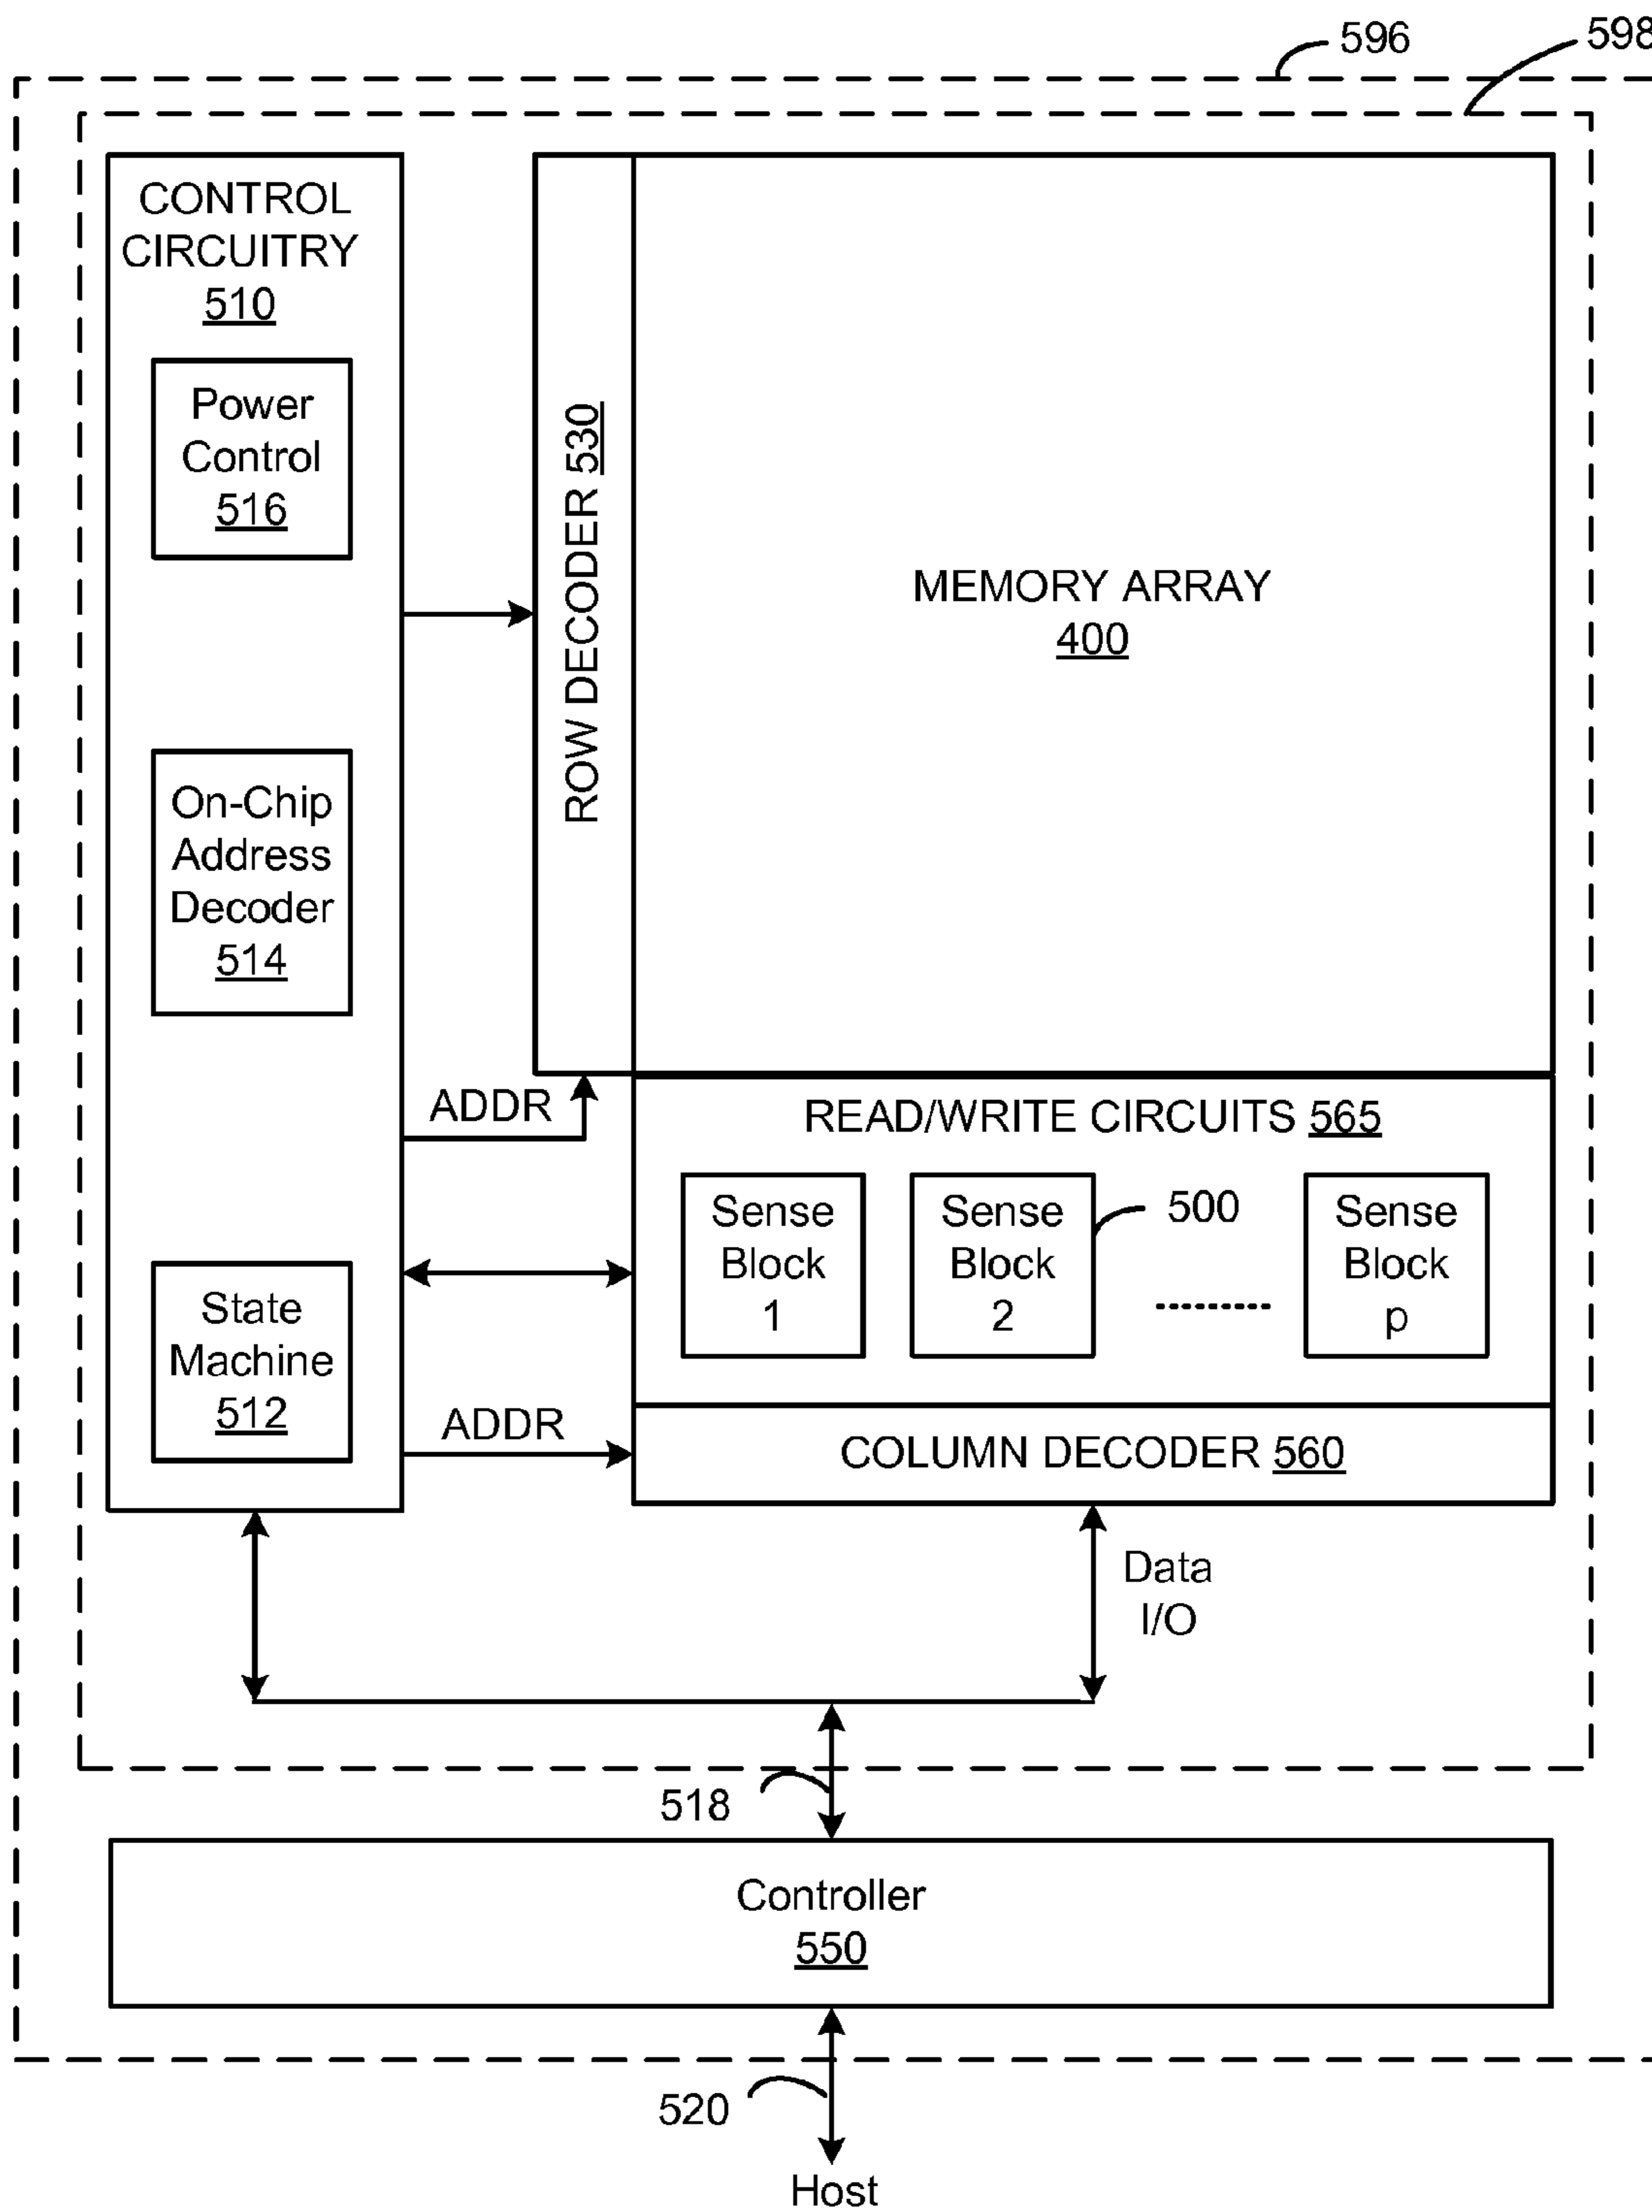 596
598
CONTROL
CIRCUITRY
510
Power
Control
516
On-Chip
Address
Decoder
514
State
Machine
512
ROW DECODER 530
MEMORY ARRAY
400
ADDR
READ/WRITE CIRCUITS 565
Sense
Block
1
Sense
Block
2
500
Sense
Block
p
ADDR
COLUMN DECODER 560
Data
I/O
518
Controller
550
520
Host